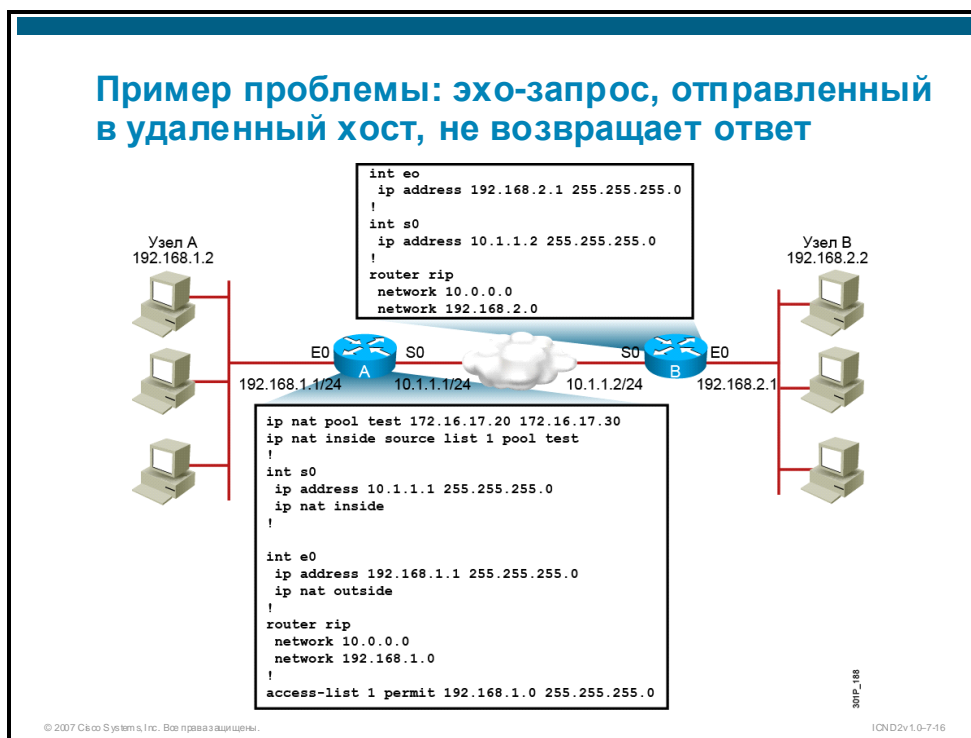 Пример проблемы: эхо-запрос, отправленный
в удаленный хост, не возвращает ответ
int eo
ip address 192.168.2.1 255.255.255.0
!
int s0
ip address 10.1.1.2 255.255.255.0
!
router rip
network 10.0.0.0
network 192.168.2.0
Узел A
192.168.1.2
Узел B
192.168.2.2
E0
A
S0
S0
B
E0
192.168.1.1/24
10.1.1.1/24
10.1.1.2/24
192.168.2.1
ip nat pool test 172.16.17.20 172.16.17.30
ip nat inside source list 1 pool test
!
int s0
ip address 10.1.1.1 255.255.255.0
ip nat inside
!
int e0
ip address 192.168.1.1 255.255.255.0
ip nat outside
!
router rip
network 10.0.0.0
network 192.168.1.0
!
access-list 1 permit 192.168.1.0 255.255.255.0
301P_188
© 2007 Cisco Systems, Inc. Все права защищены.
ICND2 v1.0—7-16